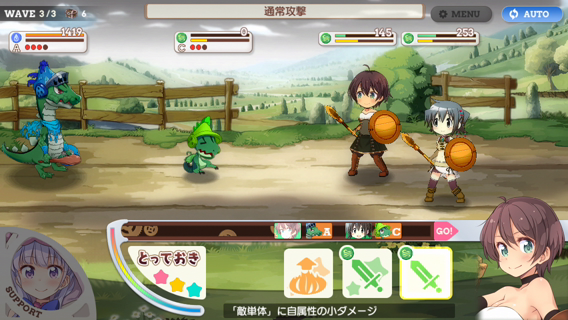 WAVE 3/3 6
通常攻撃
MENU
AUTO
1419
A
0
C
145
253
A
C
GO!
とっておき
SUPPORT
「敵単体」に自属性の小ダメージ